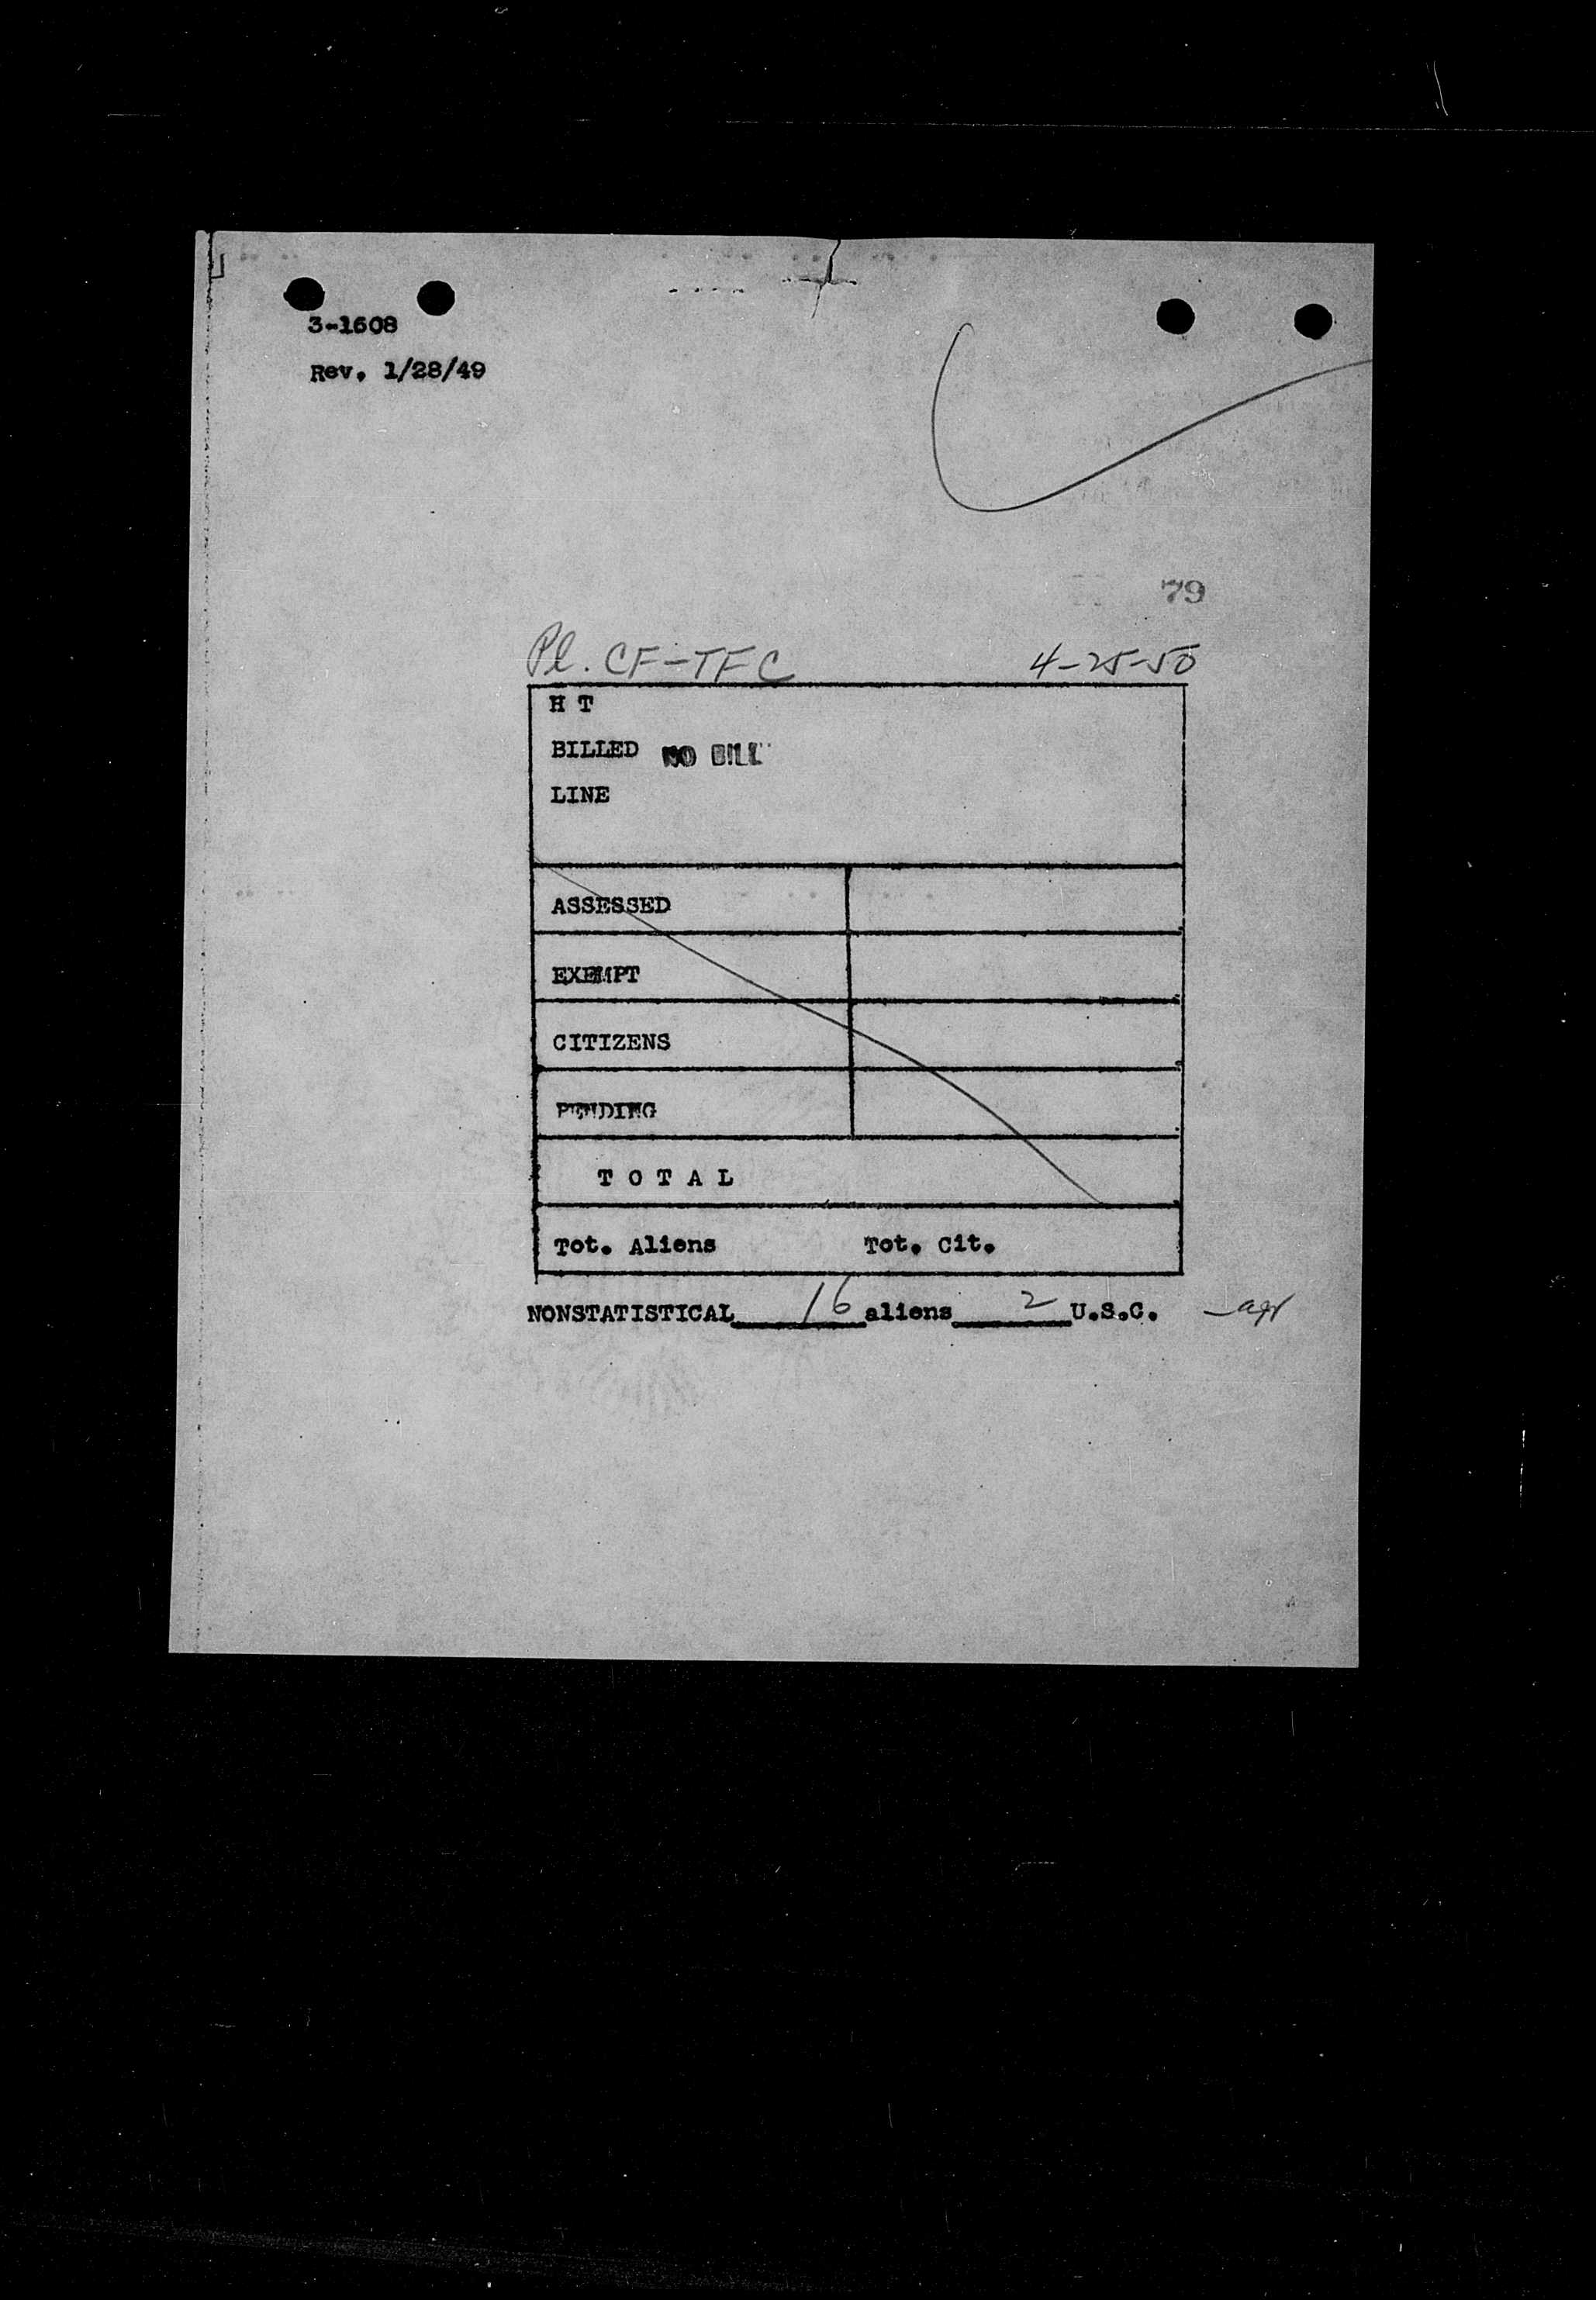 3-1608
Rev. 1/28/49
79
Pl. CF-TFC 4-25-50
H T
BILLED NO BILL
LINE
ASSESSED
EXEMPT
CITIZENS
PENDING
T O T A L
Tot. Aliens Tot. Cit.
NONSTATISTICAL 16 aliens 2 U.S.C.